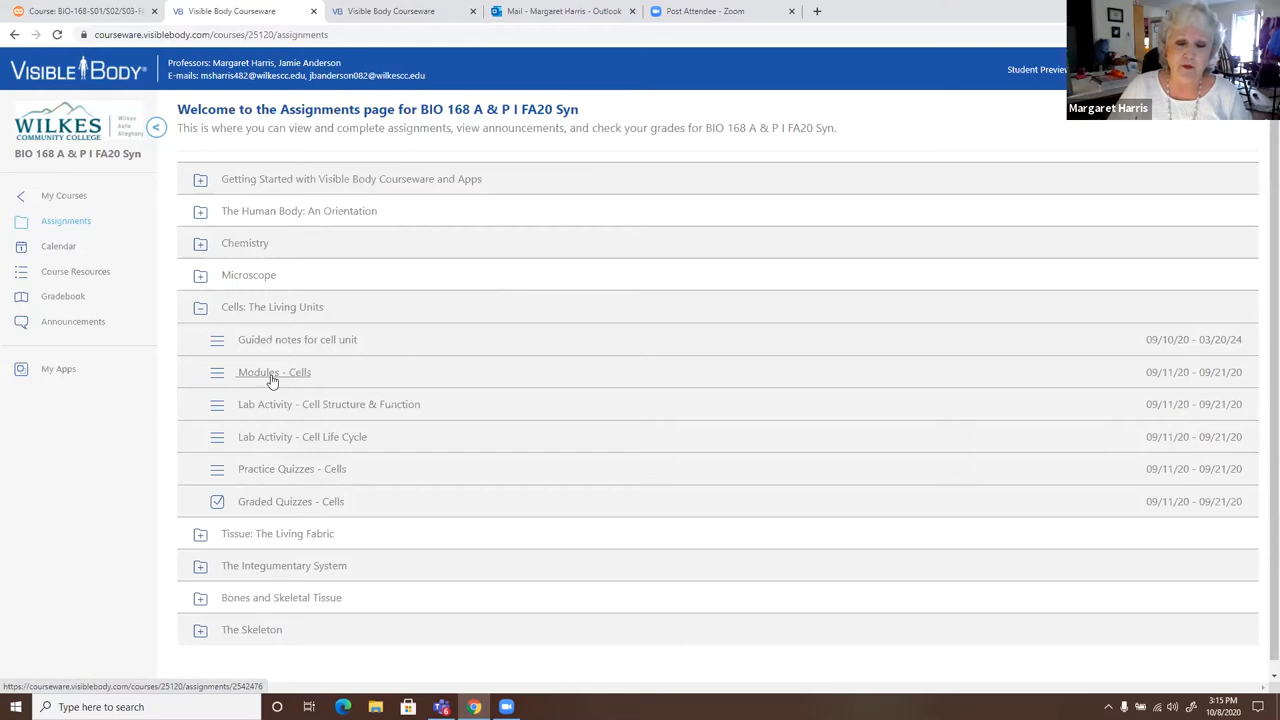 Course: BIO-168-S01/S02/S03-F
VB Visible Body Courseware
VB Visible Body Courseware
Mail - Margaret Harris - Outlook
Post Attendee - Zoom
courseware.visiblebody.com/courses/25120/assignments
VISIBLE BODY
Professors: Margaret Harris, Jamie Anderson
E-mails: msharris482@wilkescc.edu, jbanderson082@wilkescc.edu
Student Preview
Margaret Harris
WILKES
COMMUNITY COLLEGE
Wilkes
Ashe
Alleghany
BIO 168 A & P I FA20 Syn
My Courses
Assignments
Calendar
Course Resources
Gradebook
Announcements
My Apps
Welcome to the Assignments page for BIO 168 A & P I FA20 Syn
This is where you can view and complete assignments, view announcements, and check your grades for BIO 168 A & P I FA20 Syn.
Getting Started with Visible Body Courseware and Apps
The Human Body: An Orientation
Chemistry
Microscope
Cells: The Living Units
Guided notes for cell unit 09/10/20 - 03/20/24
Modules - Cells 09/11/20 - 09/21/20
Lab Activity - Cell Structure & Function 09/11/20 - 09/21/20
Lab Activity - Cell Life Cycle 09/11/20 - 09/21/20
Practice Quizzes - Cells 09/11/20 - 09/21/20
Graded Quizzes - Cells 09/11/20 - 09/21/20
Tissue: The Living Fabric
The Integumentary System
Bones and Skeletal Tissue
The Skeleton
https://courseware.visiblebody.com/courses/25120/assignments/2542476
Type here to search
3:15 PM
10/8/2020